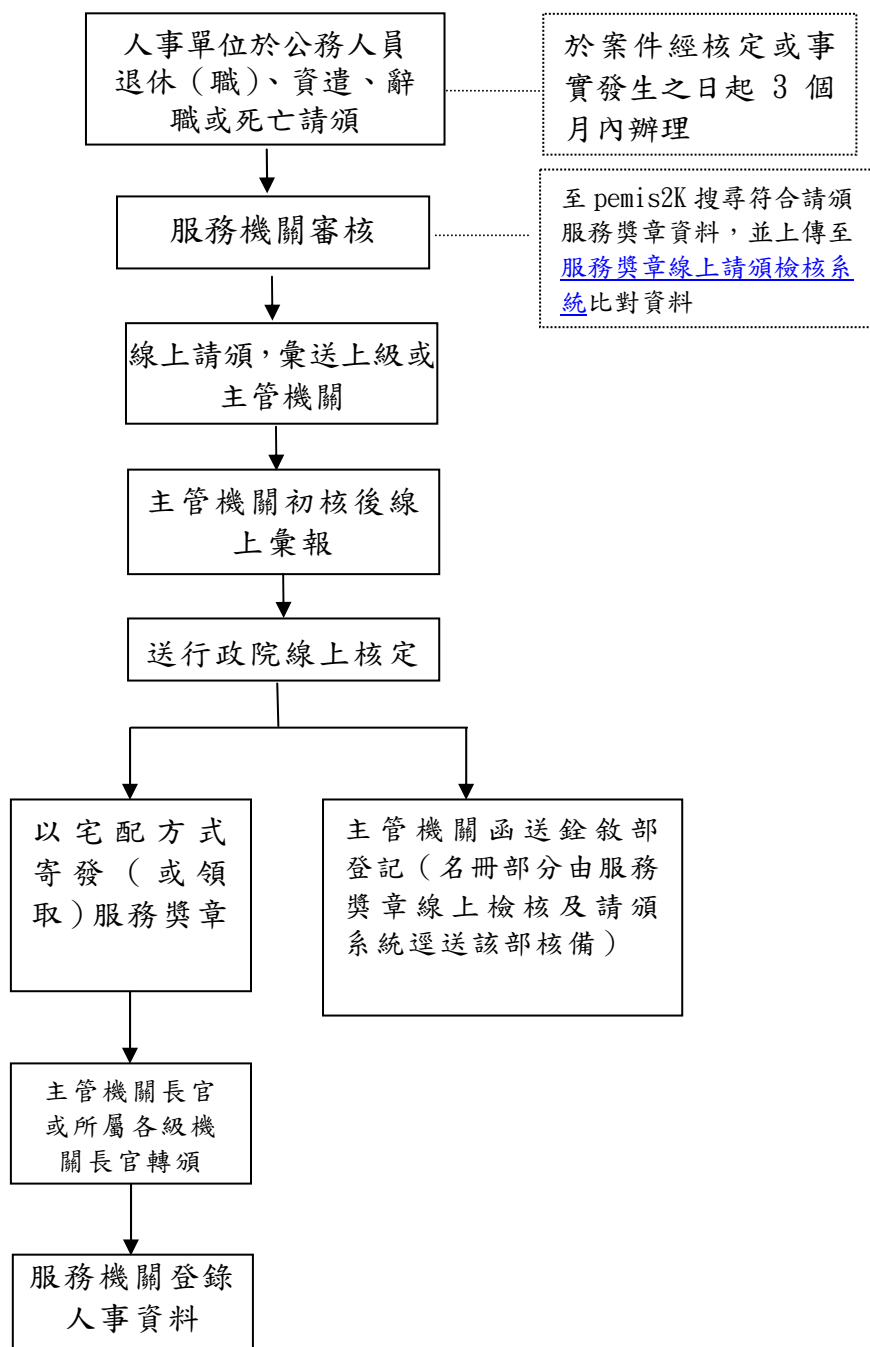 人事單位於公務人員
退休（職）、資遣、辭
職或死亡請頒
於案件經核定或事
實發生之日起 3 個
月內辦理
服務機關審核
至 pemis2K 搜尋符合請頒
服務獎章資料，並上傳至
服務獎章線上請頒檢核系
統比對資料
線上請頒，彙送上級或
主管機關
主管機關初核後線
上彙報
送行政院線上核定
以宅配方式
寄發（或領
取）服務獎章
主管機關函送銓敘部
登記（名冊部分由服務
獎章線上檢核及請頒
系統逕送該部核備）
主管機關長官
或所屬各級機
關長官轉頒
服務機關登錄
人事資料